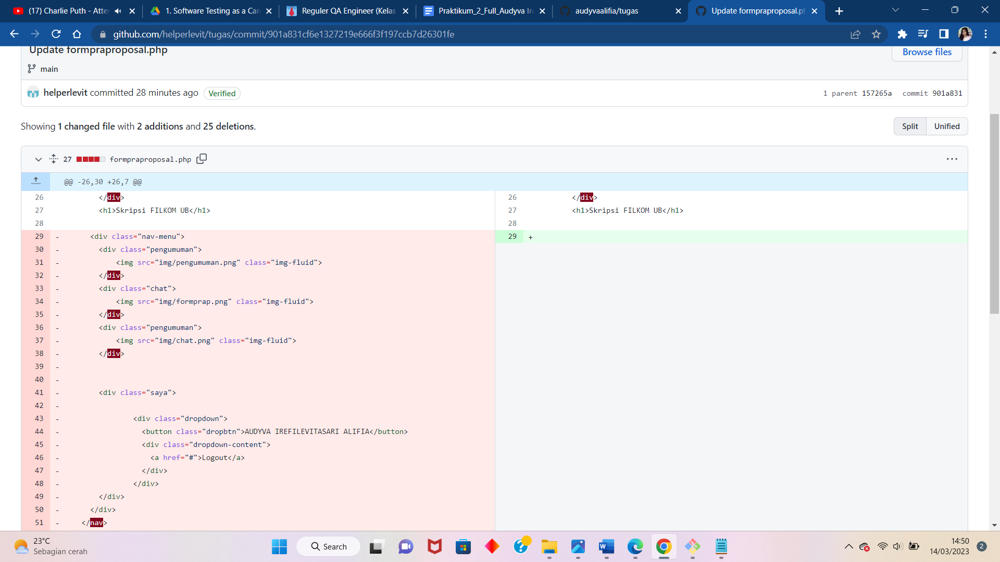 (17) Charlie Puth - Atte
1. Software Testing as a Car
Reguler QA Engineer (Kelas
Praktikum_2_Full_Audyva Ire
audyvaalifia/tugas
Update formpraproposal.ph
github.com/helperlevit/tugas/commit/901a831cf6e1327219e666f3f197ccb7d26301fe
Update formpraproposal.php
Browse files
main
helperlevit committed 28 minutes ago Verified
1 parent 157265a commit 901a831
Showing 1 changed file with 2 additions and 25 deletions.
Split Unified
27 formpraproposal.php
@@ -26,30 +26,7 @@
26 </div> 26 </div>
27 <h1>Skripsi FILKOM UB</h1> 27 <h1>Skripsi FILKOM UB</h1>
28 28
29 - <div class="nav-menu"> 29 +
30 - <div class="pengumuman">
31 - <img src="img/pengumuman.png" class="img-fluid">
32 - </div>
33 - <div class="chat">
34 - <img src="img/formprap.png" class="img-fluid">
35 - </div>
36 - <div class="pengumuman">
37 - <img src="img/chat.png" class="img-fluid">
38 - </div>
39 -
40 -
41 - <div class="saya">
42 -
43 - <div class="dropdown">
44 - <button class="dropbtn">AUDYVA IREFILEVITASARI ALIFIA</button>
45 - <div class="dropdown-content">
46 - <a href="#">Logout</a>
47 - </div>
48 - </div>
49 - </div>
50 - </div>
51 - </nav>
23°C
Sebagian cerah
Search
14:50
14/03/2023
2